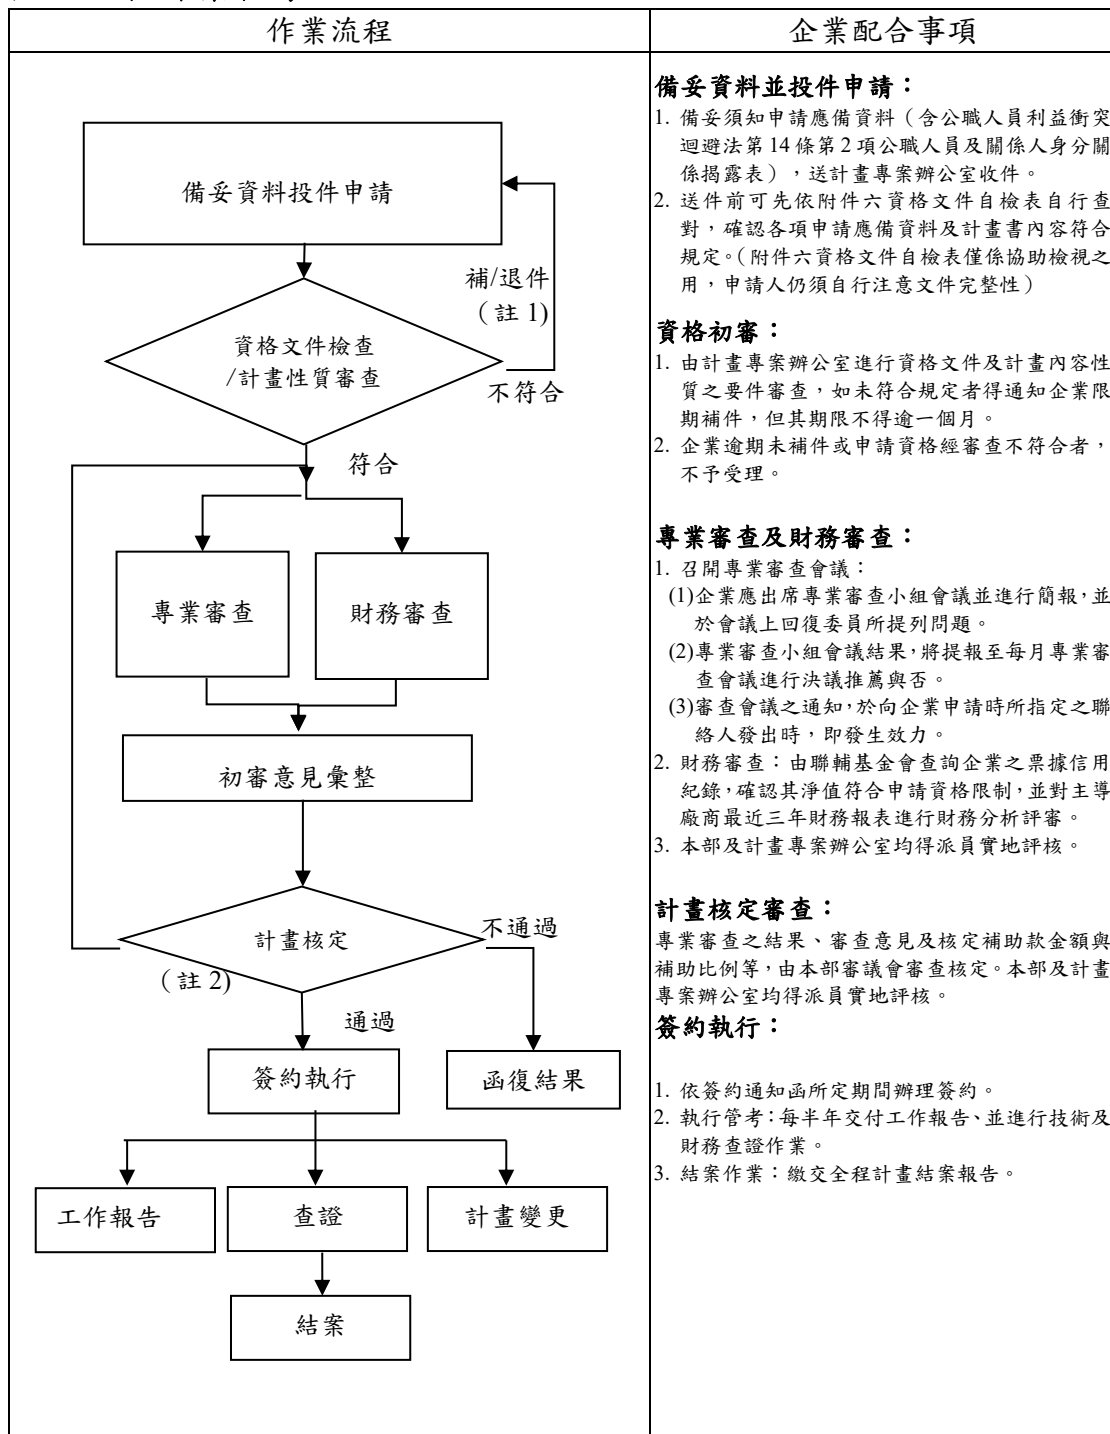 作業流程
企業配合事項
備妥資料投件申請
補/退件
（註 1)
資格文件檢查
/計畫性質審查
不符合
符合
專業審查
財務審查
初審意見彙整
計畫核定
不通過
（註 2)
通過
簽約執行
函復結果
工作報告
查證
計畫變更
結案
備妥資料並投件申請：
1. 備妥須知申請應備資料（含公職人員利益衝突
迴避法第 14 條第 2 項公職人員及關係人身分關
係揭露表），送計畫專案辦公室收件。
2. 送件前可先依附件六資格文件自檢表自行查
對，確認各項申請應備資料及計畫書內容符合
規定。（附件六資格文件自檢表僅係協助檢視之
用，申請人仍須自行注意文件完整性）
資格初審：
1. 由計畫專案辦公室進行資格文件及計畫內容性
質之要件審查，如未符合規定者得通知企業限
期補件，但其期限不得逾一個月。
2. 企業逾期未補件或申請資格經審查不符合者，
不予受理。
專業審查及財務審查：
1. 召開專業審查會議：
(1)企業應出席專業審查小組會議並進行簡報，並
於會議上回復委員所提列問題。
(2)專業審查小組會議結果，將提報至每月專業審
查會議進行決議推薦與否。
(3)審查會議之通知，於向企業申請時所指定之聯
絡人發出時，即發生效力。
2. 財務審查：由聯輔基金會查詢企業之票據信用
紀錄，確認其淨值符合申請資格限制，並對主導
廠商最近三年財務報表進行財務分析評審。
3. 本部及計畫專案辦公室均得派員實地評核。
計畫核定審查：
專業審查之結果、審查意見及核定補助款金額與
補助比例等，由本部審議會審查核定。本部及計畫
專案辦公室均得派員實地評核。
簽約執行：
1. 依簽約通知函所定期間辦理簽約。
2. 執行管考：每半年交付工作報告、並進行技術及
財務查證作業。
3. 結案作業：繳交全程計畫結案報告。